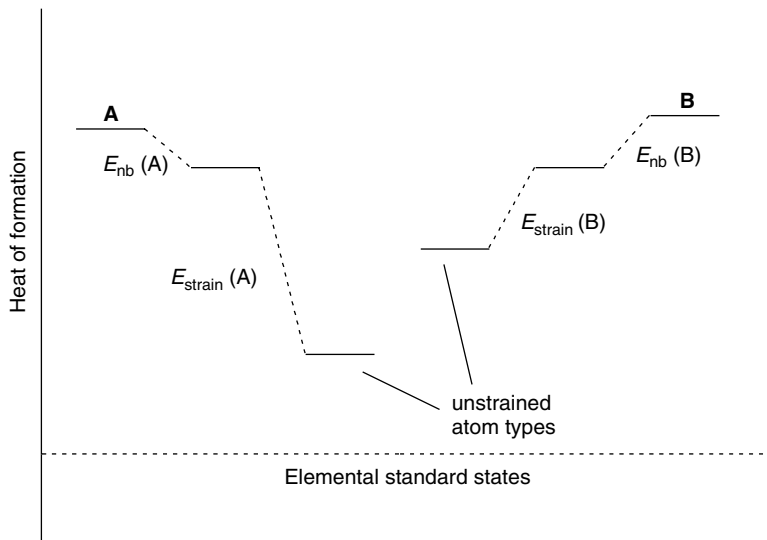 A
B
E_nb (A)
E_nb (B)
E_strain (B)
E_strain (A)
Heat of formation
unstrained
atom types
Elemental standard states